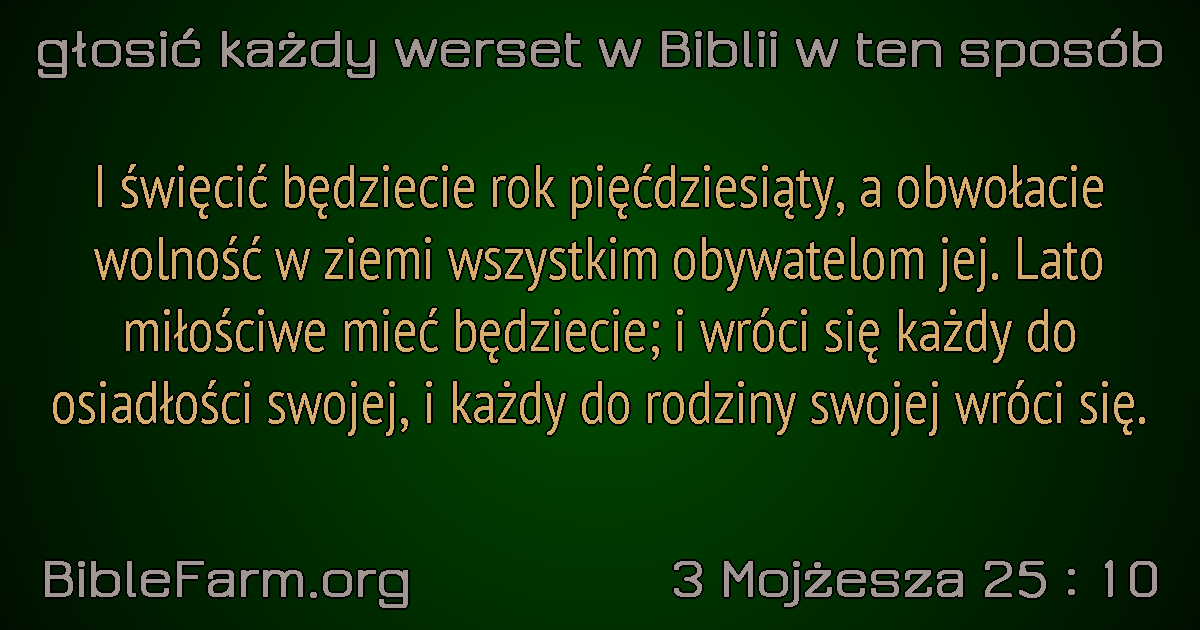 głosić każdy werset w Biblii w ten sposób
I święcić będziecie rok pięćdziesiąty, a obwołacie
wolność w ziemi wszystkim obywatelom jej. Lato
miłościwe mieć będziecie; i wróci się każdy do
osiadłości swojej, i każdy do rodziny swojej wróci się.
BibleFarm.org
3 Mojżesza 25 : 10